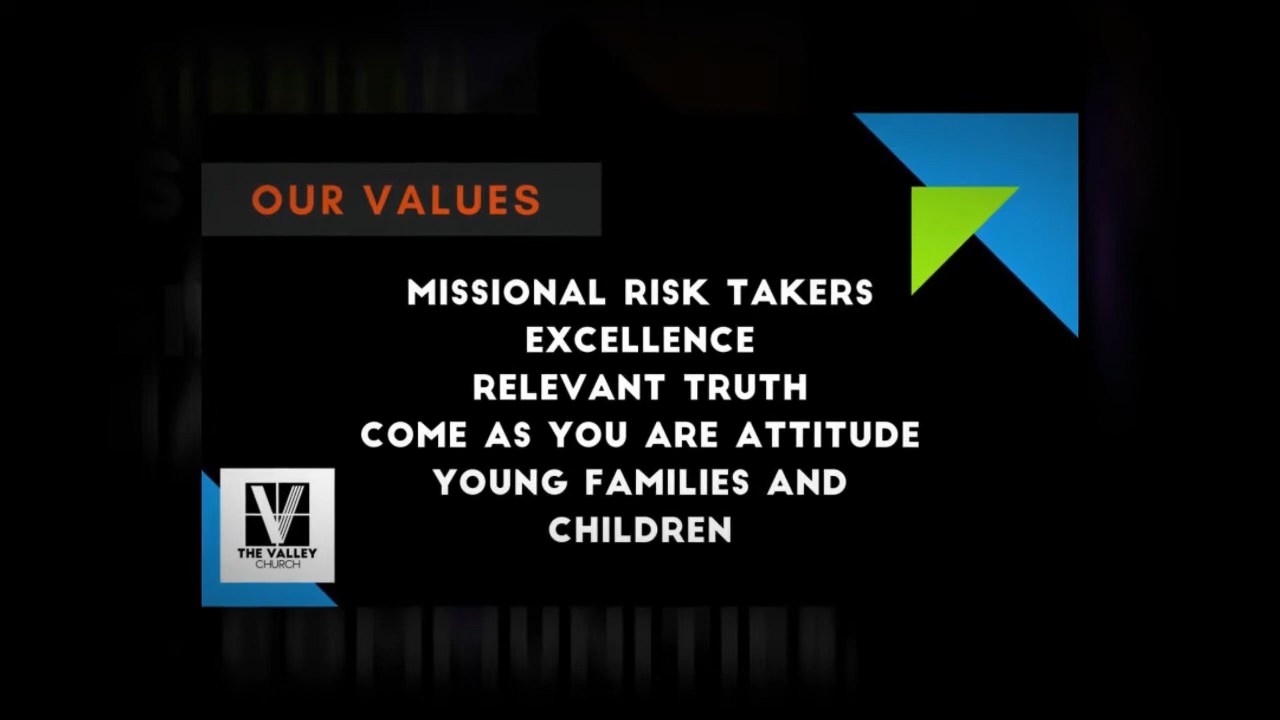 OUR VALUES
MISSIONAL RISK TAKERS
EXCELLENCE
RELEVANT TRUTH
COME AS YOU ARE ATTITUDE
YOUNG FAMILIES AND
CHILDREN
V
THE VALLEY
CHURCH